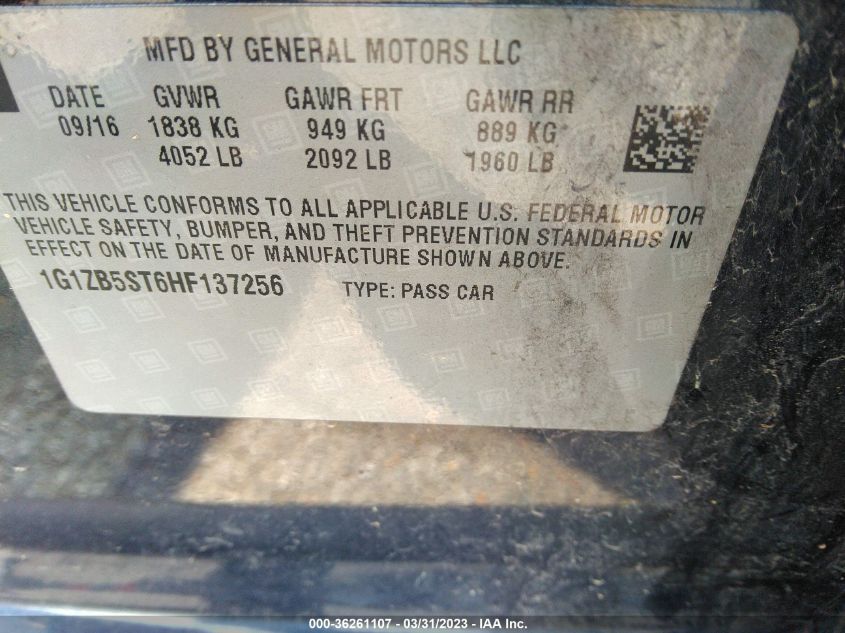 MFD BY GENERAL MOTORS LLC
DATE GVWR GAWR FRT GAWR RR
09/16 1838 KG 949 KG 889 KG
4052 LB 2092 LB 1960 LB
THIS VEHICLE CONFORMS TO ALL APPLICABLE U.S. FEDERAL MOTOR
VEHICLE SAFETY, BUMPER, AND THEFT PREVENTION STANDARDS IN
EFFECT ON THE DATE OF MANUFACTURE SHOWN ABOVE.
1G1ZB5ST6HF137256 TYPE: PASS CAR
000-36261107 - 03/31/2023 - IAA Inc.